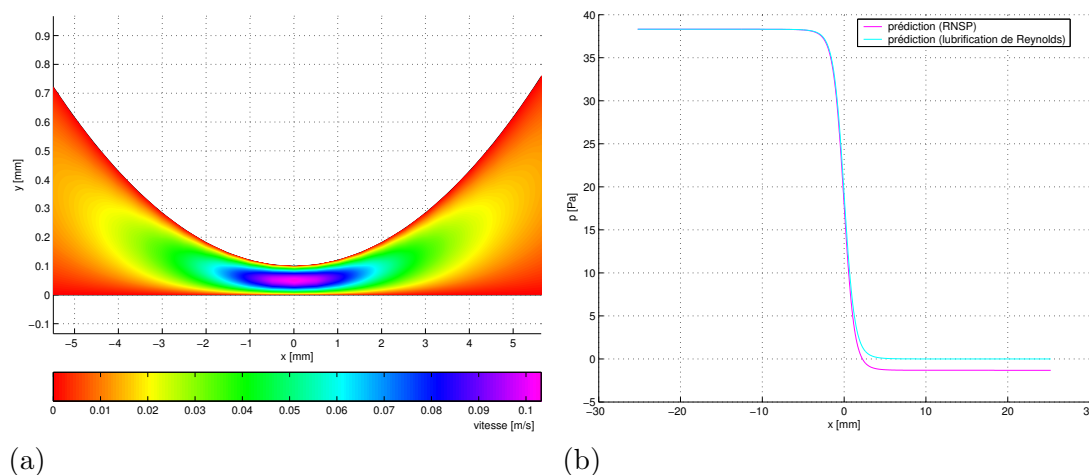 0.9
0.8
0.7
0.6
0.5
0.4
0.3
0.2
0.1
0
−0.1
y [mm]
−5 −4 −3 −2 −1 0 1 2 3 4 5
x [mm]
0 0.01 0.02 0.03 0.04 0.05 0.06 0.07 0.08 0.09 0.1
vitesse [m/s]
(a)
prédiction (RNSP)
prédiction (lubrification de Reynolds)
40
35
30
25
20
15
10
5
0
−5
p [Pa]
−30 −20 −10 0 10 20 30
x [mm]
(b)